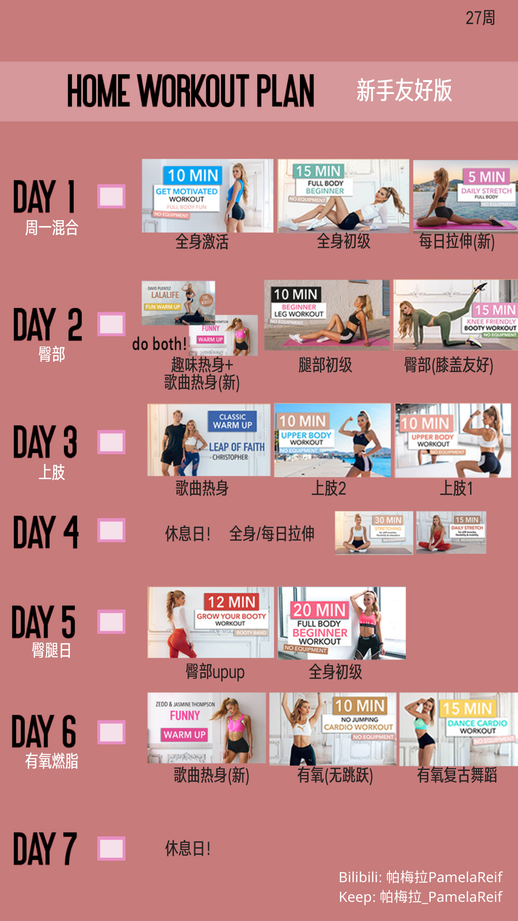 27周
HOME WORKOUT PLAN
新手友好版
DAY 1
周一混合
10 MIN
GET MOTIVATED
WORKOUT
FULL BODY FUN
NO EQUIPMENT
全身激活
15 MIN
FULL BODY
BEGINNER
NO EQUIPMENT
全身初级
5 MIN
DAILY STRETCH
FULL BODY
每日拉伸(新)
DAY 2
臀部
DAVID PUENTEZ
LALALIFE
FUN WARM UP
FUNNY
WARM UP
do both!
趣味热身+
歌曲热身(新)
10 MIN
BEGINNER
LEG WORKOUT
NO EQUIPMENT
腿部初级
15 MIN
KNEE FRIENDLY
BOOTY WORKOUT
NO EQUIPMENT
臀部(膝盖友好)
DAY 3
上肢
CLASSIC
WARM UP
LEAP OF FAITH
CHRISTOPHER
歌曲热身
10 MIN
UPPER BODY
WORKOUT
NO EQUIPMENT
上肢2
10 MIN
UPPER BODY
WORKOUT
NO EQUIPMENT
上肢1
DAY 4
休息日! 全身/每日拉伸
30 MIN
STRETCHING
15 MIN
DAILY STRETCH
DAY 5
臀腿日
12 MIN
GROW YOUR BOOTY
WORKOUT
BOOTY BAND
臀部upup
20 MIN
FULL BODY
BEGINNER
WORKOUT
NO EQUIPMENT
全身初级
DAY 6
有氧燃脂
ZEDD & JASMINE THOMPSON
FUNNY
WARM UP
歌曲热身(新)
10 MIN
NO JUMPING
CARDIO WORKOUT
NO EQUIPMENT
有氧(无跳跃)
15 MIN
DANCE CARDIO
WORKOUT
NO EQUIPMENT
有氧复古舞蹈
DAY 7
休息日!
Bilibili: 帕梅拉PamelaReif
Keep: 帕梅拉_PamelaReif